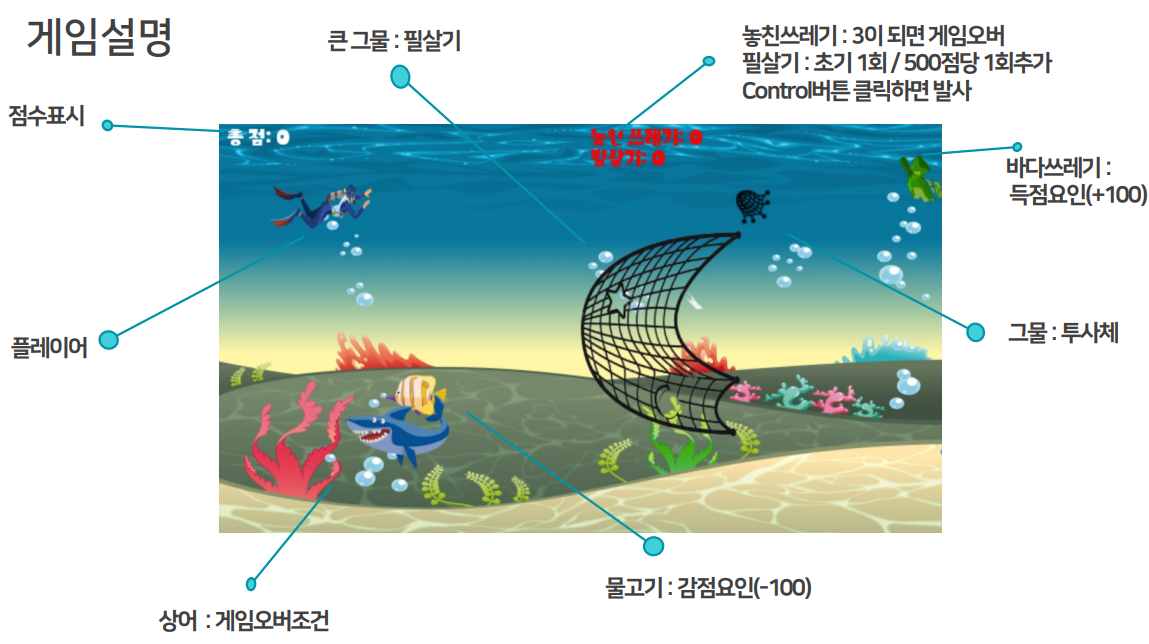 게임설명
큰 그물 : 필살기
놓친쓰레기 : 3이 되면 게임오버
필살기 : 초기 1회 / 500점당 1회추가
Control버튼 클릭하면 발사
점수표시
총 점: 0
놓친 쓰레기: 0
필살기: 0
바다쓰레기 :
득점요인(+100)
플레이어
그물 : 투사체
물고기 : 감점요인(-100)
상어 : 게임오버조건